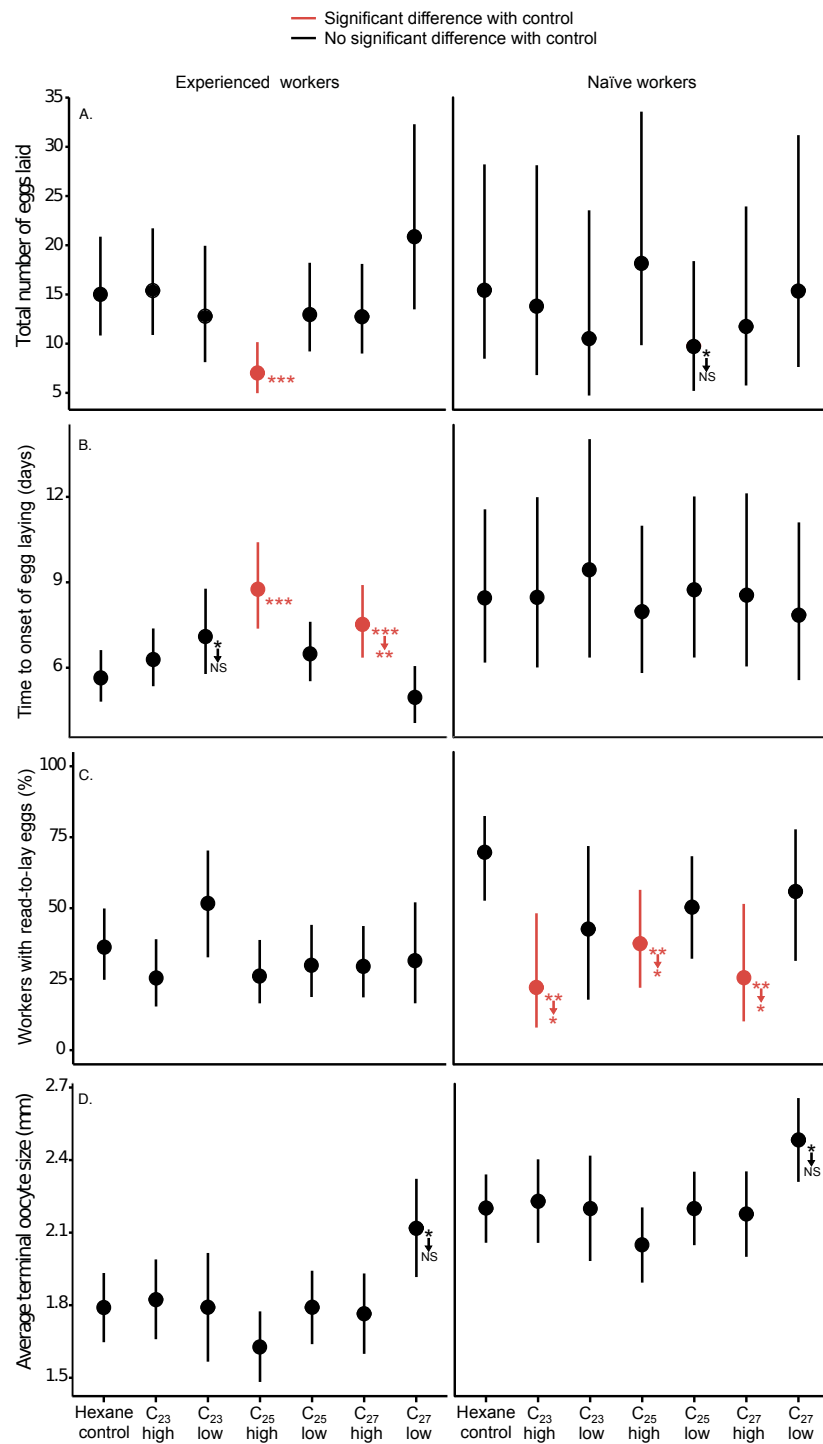 Significant difference with control
No significant difference with control
Experienced workers
Naïve workers
A.
Total number of eggs laid
35
30
25
20
15
10
5
***
*
NS
B.
Time to onset of egg laying (days)
12
9
6
*
NS
***
***
**
C.
Workers with read-to-lay eggs (%)
100
75
50
25
0
**
*
**
*
**
*
D.
Average terminal oocyte size (mm)
2.7
2.4
2.1
1.8
1.5
*
NS
*
NS
Hexane control
C₂₃ high
C₂₃ low
C₂₅ high
C₂₅ low
C₂₇ high
C₂₇ low
Hexane control
C₂₃ high
C₂₃ low
C₂₅ high
C₂₅ low
C₂₇ high
C₂₇ low